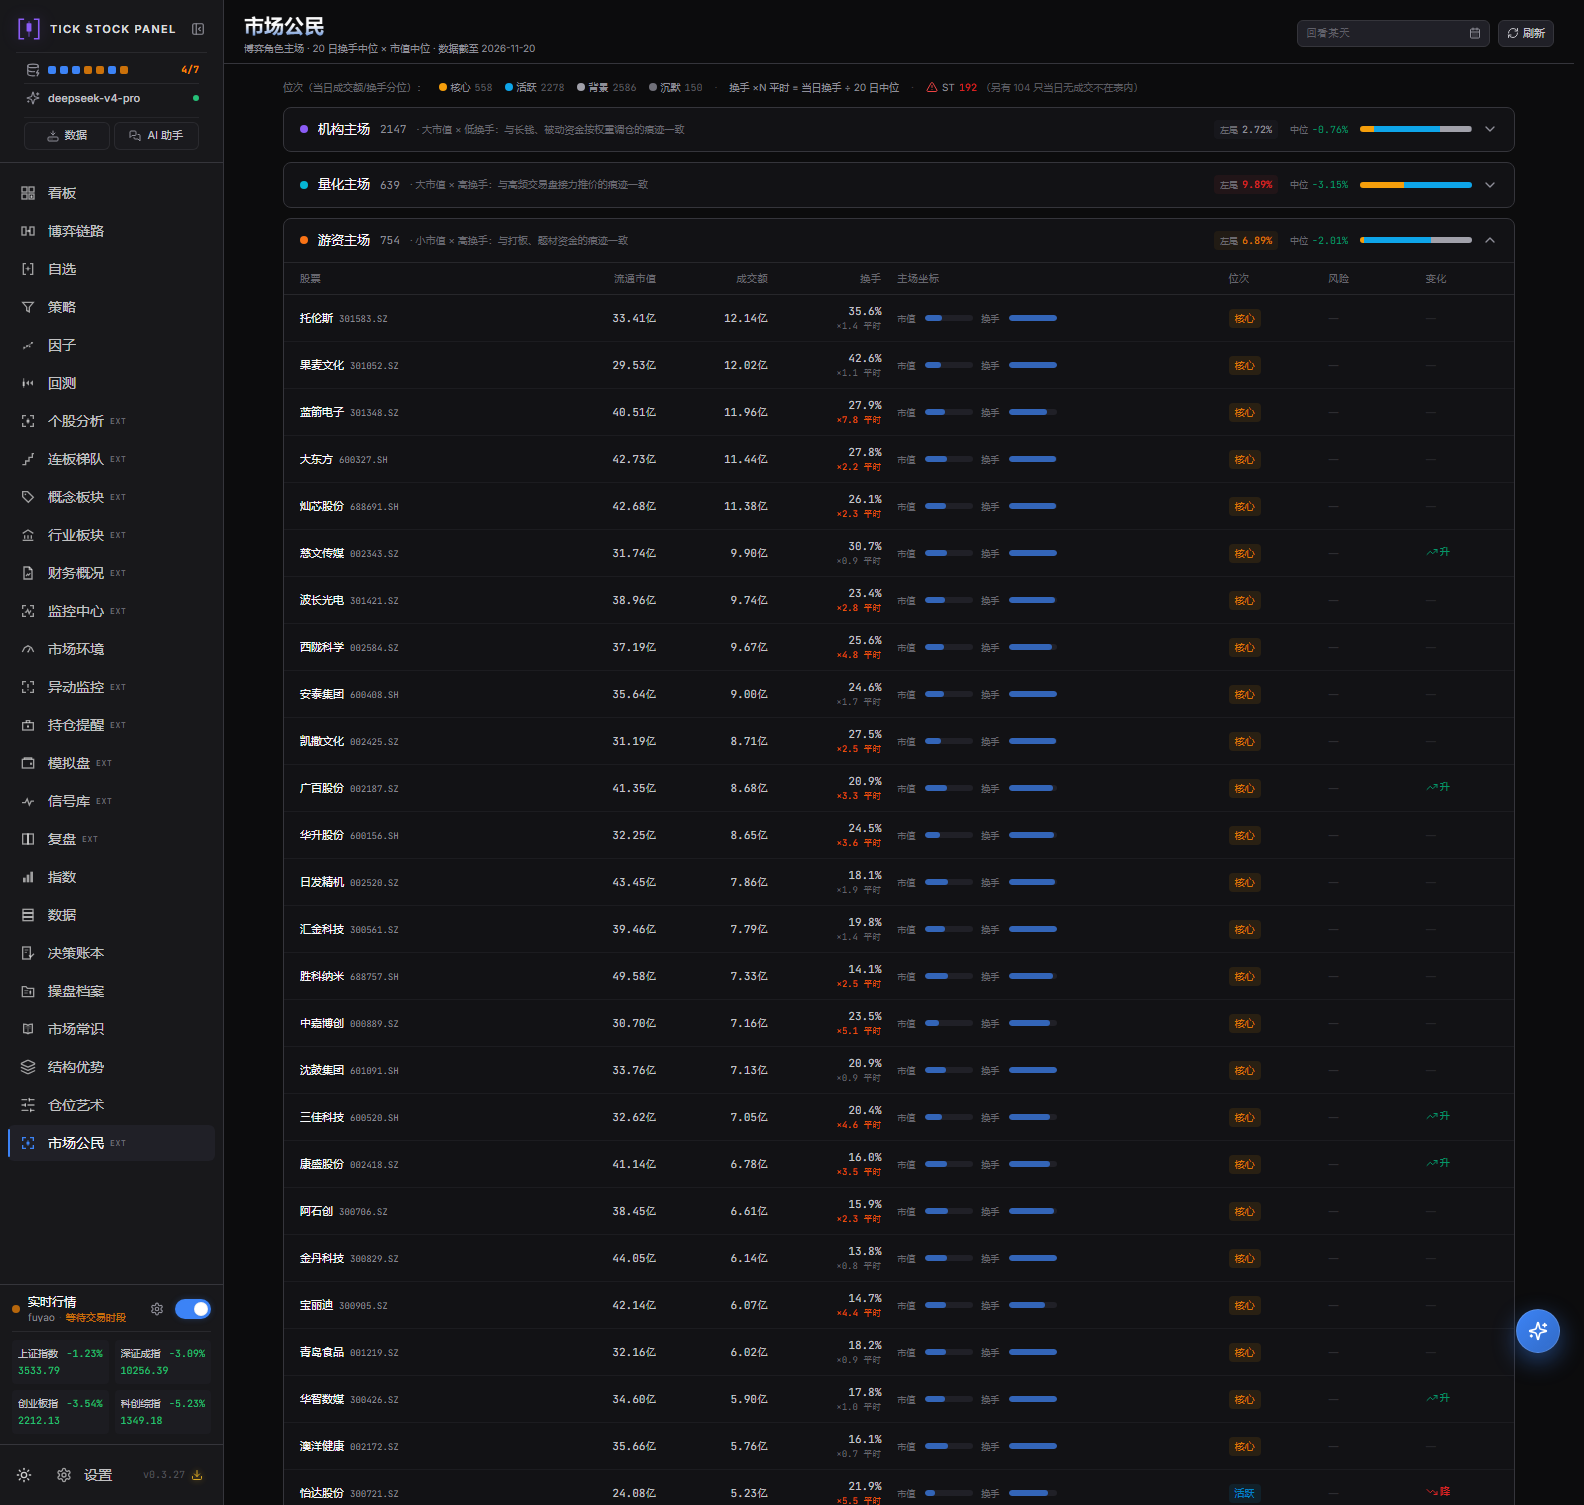 TICK STOCK PANEL
4/7
deepseek-v4-pro
数据
AI 助手
看板
博弈链路
自选
策略
因子
回测
个股分析 EXT
连板梯队 EXT
概念板块 EXT
行业板块 EXT
财务概况 EXT
监控中心 EXT
市场环境
异动监控 EXT
持仓提醒 EXT
模拟盘 EXT
信号库 EXT
复盘 EXT
指数
数据
决策账本
操盘档案
市场常识
结构优势
仓位艺术
市场公民 EXT
实时行情
fuyao 等待交易时段
上证指数 -1.23%
3533.79
深证成指 -3.09%
10256.39
创业板指 -3.54%
2212.13
科创综指 -5.23%
1349.18
设置
v0.3.27
市场公民
博弈角色主场 · 20 日换手中位 × 市值中位 · 数据截至 2026-11-20
回看某天
刷新
位次（当日成交额/换手分位）： 核心 558 活跃 2278 背景 2586 沉默 150 · 换手 ×N 平时 = 当日换手 ÷ 20 日中位 · ST 192 （另有 104 只当日无成交不在表内）
机构主场 2147 · 大市值 × 低换手：与长钱、被动资金按权重调仓的痕迹一致 左尾 2.72% 中位 -0.76%
量化主场 639 · 大市值 × 高换手：与高频交易盘接力推价的痕迹一致 左尾 9.89% 中位 -3.15%
游资主场 754 · 小市值 × 高换手：与打板、题材资金的痕迹一致 左尾 6.89% 中位 -2.01%
股票 流通市值 成交额 换手 主场坐标 位次 风险 变化
托伦斯 301583.SZ 33.41亿 12.14亿 35.6% ×1.4 平时 市值 换手 核心 — —
果麦文化 301052.SZ 29.53亿 12.02亿 42.6% ×1.1 平时 市值 换手 核心 — —
蓝箭电子 301348.SZ 40.51亿 11.96亿 27.9% ×7.8 平时 市值 换手 核心 — —
大东方 600327.SH 42.73亿 11.44亿 27.8% ×2.2 平时 市值 换手 核心 — —
灿芯股份 688691.SH 42.68亿 11.38亿 26.1% ×2.3 平时 市值 换手 核心 — —
慈文传媒 002343.SZ 31.74亿 9.90亿 30.7% ×0.9 平时 市值 换手 核心 — 升
波长光电 301421.SZ 38.96亿 9.74亿 23.4% ×2.8 平时 市值 换手 核心 — —
西陇科学 002584.SZ 37.19亿 9.67亿 25.6% ×4.8 平时 市值 换手 核心 — —
安泰集团 600408.SH 35.64亿 9.00亿 24.6% ×1.7 平时 市值 换手 核心 — —
凯撒文化 002425.SZ 31.19亿 8.71亿 27.5% ×2.5 平时 市值 换手 核心 — —
广百股份 002187.SZ 41.35亿 8.68亿 20.9% ×3.3 平时 市值 换手 核心 — 升
华升股份 600156.SH 32.25亿 8.65亿 24.5% ×3.6 平时 市值 换手 核心 — —
日发精机 002520.SZ 43.45亿 7.86亿 18.1% ×1.9 平时 市值 换手 核心 — —
汇金科技 300561.SZ 39.46亿 7.79亿 19.8% ×1.4 平时 市值 换手 核心 — —
胜科纳米 688757.SH 49.58亿 7.33亿 14.1% ×2.5 平时 市值 换手 核心 — —
中嘉博创 000889.SZ 30.70亿 7.16亿 23.5% ×5.1 平时 市值 换手 核心 — —
沈鼓集团 601091.SH 33.76亿 7.13亿 20.9% ×0.9 平时 市值 换手 核心 — —
三佳科技 600520.SH 32.62亿 7.05亿 20.4% ×4.6 平时 市值 换手 核心 — 升
康盛股份 002418.SZ 41.14亿 6.78亿 16.0% ×3.5 平时 市值 换手 核心 — 升
阿石创 300706.SZ 38.45亿 6.61亿 15.9% ×2.3 平时 市值 换手 核心 — —
金丹科技 300829.SZ 44.05亿 6.14亿 13.8% ×0.8 平时 市值 换手 核心 — —
宝丽迪 300905.SZ 42.14亿 6.07亿 14.7% ×4.4 平时 市值 换手 核心 — —
青岛食品 001219.SZ 32.16亿 6.02亿 18.2% ×0.9 平时 市值 换手 核心 — —
华智数媒 300426.SZ 34.60亿 5.90亿 17.8% ×1.0 平时 市值 换手 核心 — 升
澳洋健康 002172.SZ 35.66亿 5.76亿 16.1% ×0.7 平时 市值 换手 核心 — —
怡达股份 300721.SZ 24.08亿 5.23亿 21.9% ×5.5 平时 市值 换手 活跃 — 降